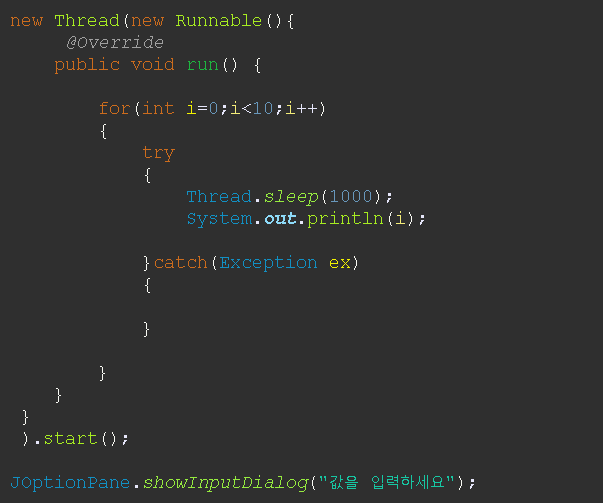 new Thread(new Runnable(){
@Override
public void run() {
for(int i=0;i<10;i++)
{
try
{
Thread.sleep(1000);
System.out.println(i);
}catch(Exception ex)
{
}
}
}
}
).start();
JOptionPane.showInputDialog("값을 입력하세요");